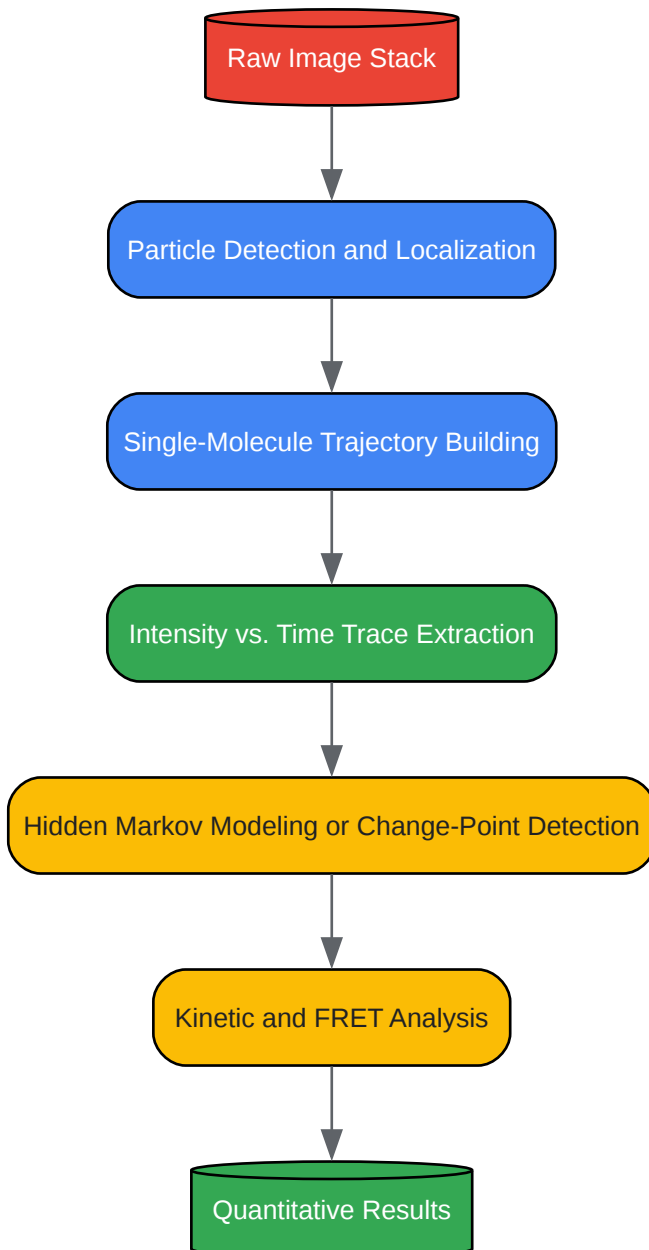 Raw Image Stack
Particle Detection and Localization
Single-Molecule Trajectory Building
Intensity vs. Time Trace Extraction
Hidden Markov Modeling or Change-Point Detection
Kinetic and FRET Analysis
Quantitative Results